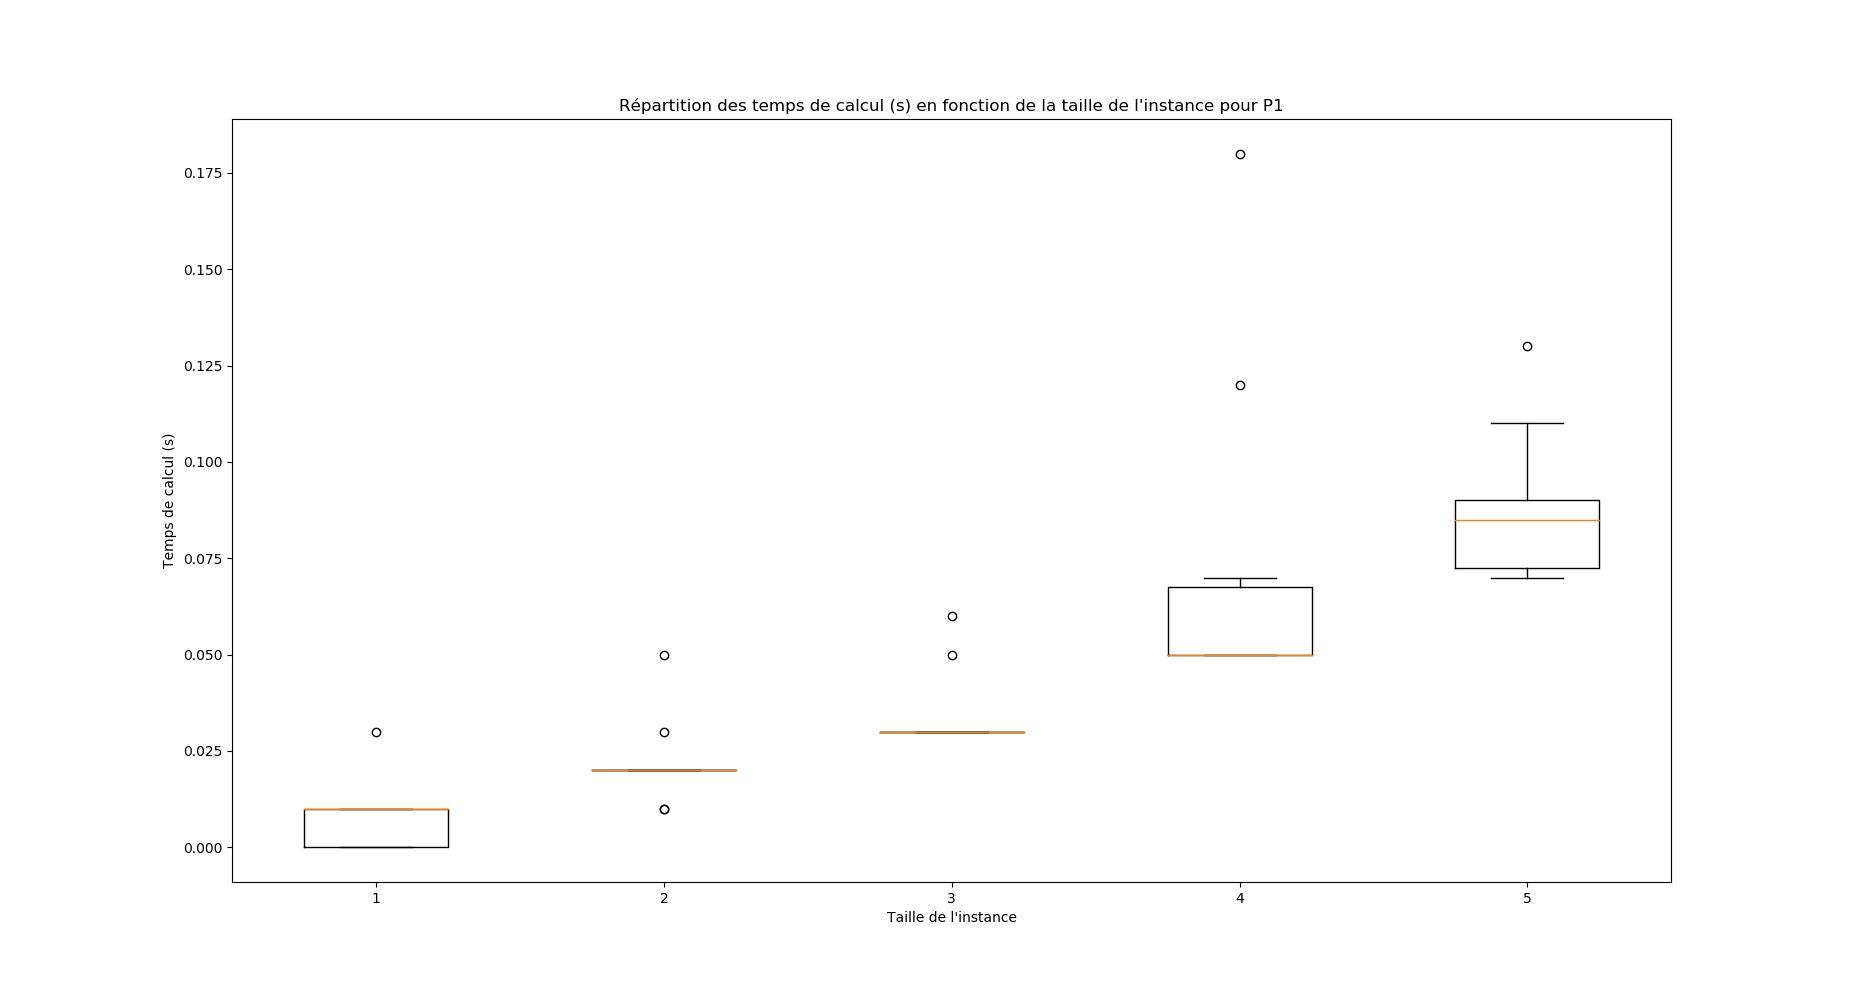 Répartition des temps de calcul (s) en fonction de la taille de l'instance pour P1
0.175
0.150
0.125
0.100
0.075
0.050
0.025
0.000
Temps de calcul (s)
1 2 3 4 5
Taille de l'instance